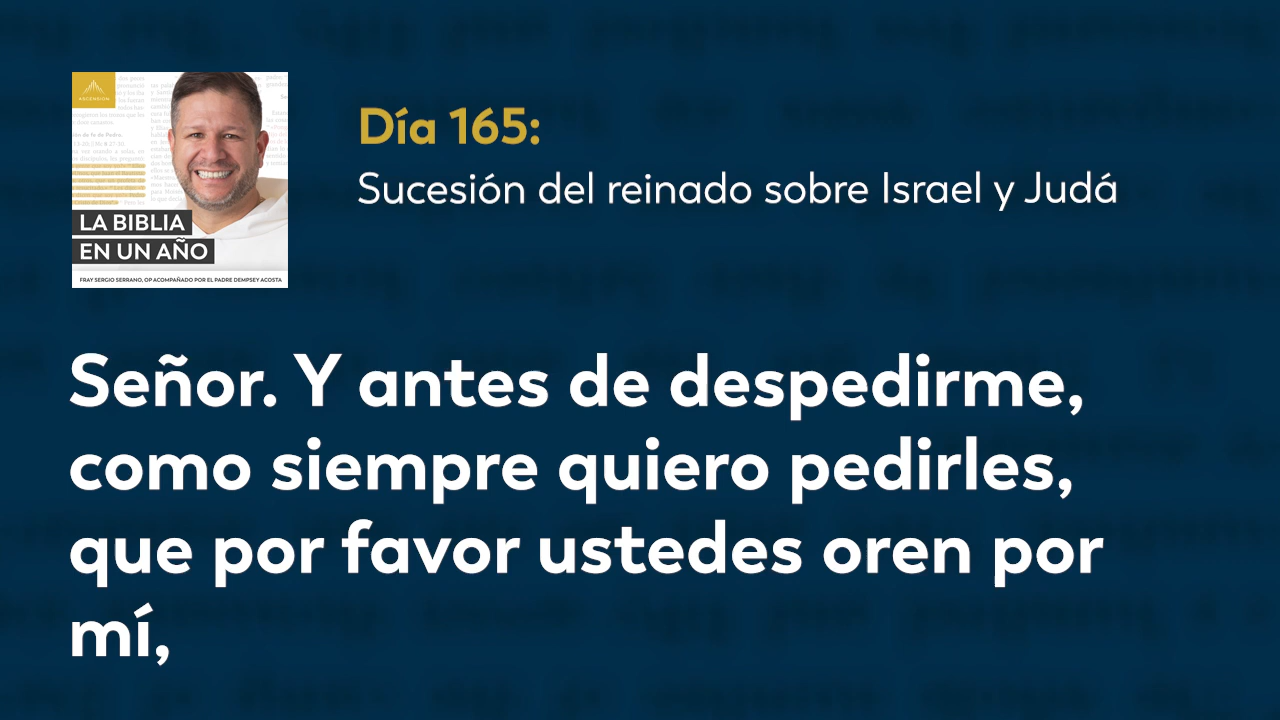 ASCENSION
LA BIBLIA
EN UN AÑO
FRAY SERGIO SERRANO, OP ACOMPAÑADO POR EL PADRE DEMPSEY ACOSTA
Día 165:
Sucesión del reinado sobre Israel y Judá
Señor. Y antes de despedirme,
como siempre quiero pedirles,
que por favor ustedes oren por
mí,